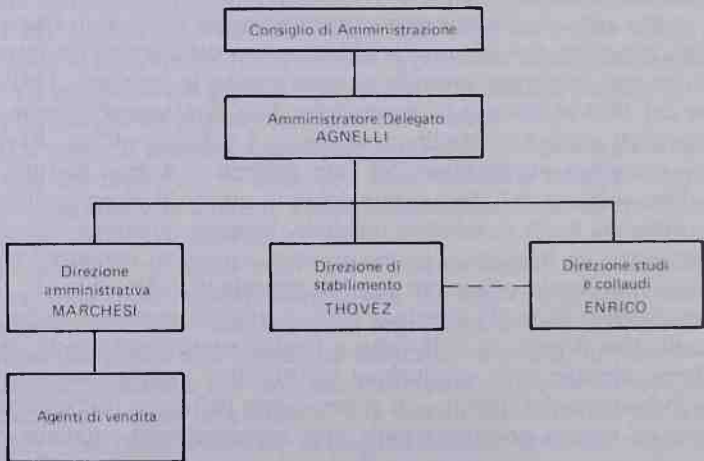 Consiglio di Amministrazione
Amministratore Delegato
AGNELLI
Direzione
amministrativa
MARCHESI
Direzione di
stabilimento
THOVEZ
Direzione studi
e collaudi
ENRICO
Agenti di vendita